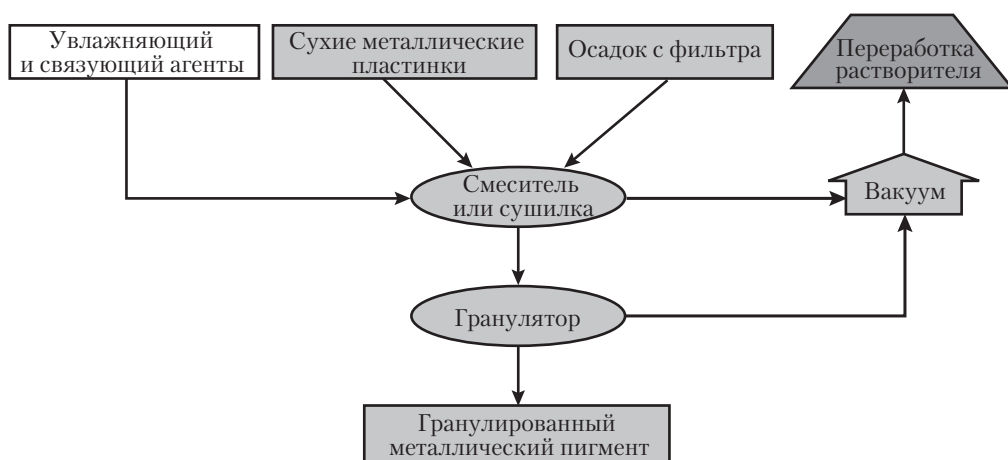 Увлажняющий
и связующий агенты
Сухие металлические
пластинки
Осадок с фильтра
Переработка
растворителя
Смеситель
или сушилка
Вакуум
Гранулятор
Гранулированный
металлический пигмент